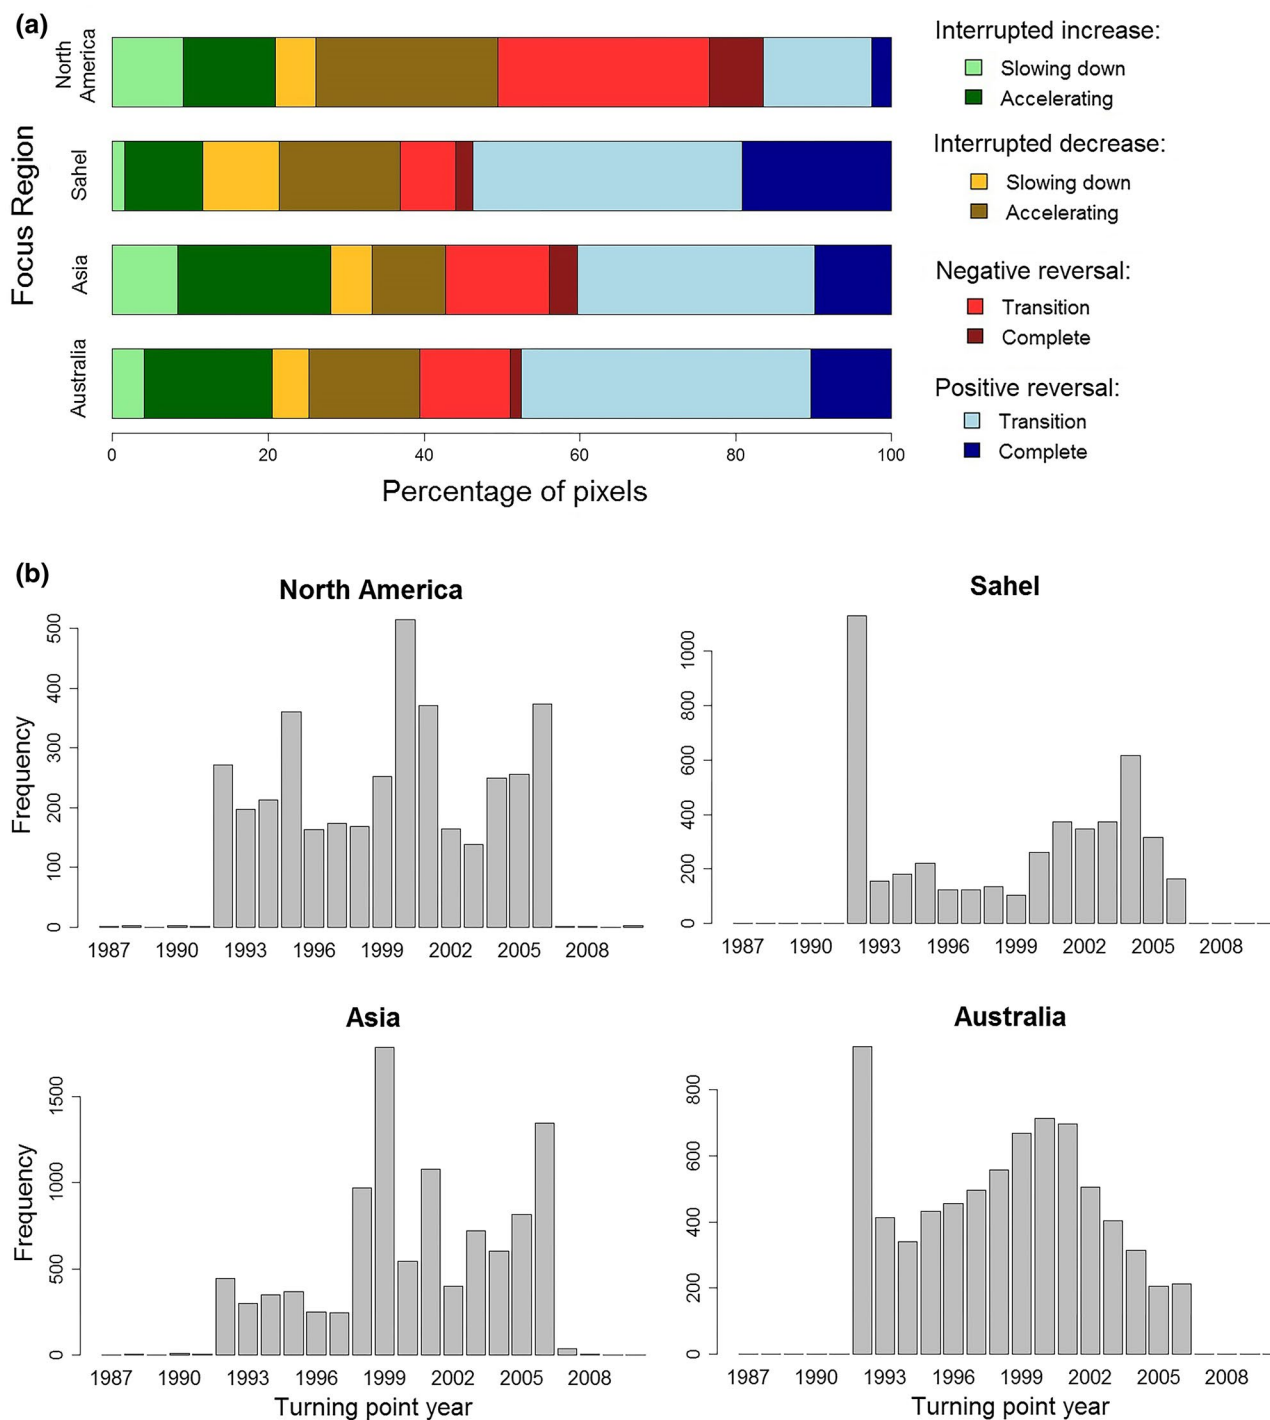 (a)
North
America
Sahel
Asia
Australia
Focus Region
0 20 40 60 80 100
Percentage of pixels
Interrupted increase:
Slowing down
Accelerating
Interrupted decrease:
Slowing down
Accelerating
Negative reversal:
Transition
Complete
Positive reversal:
Transition
Complete
(b)
North America
Frequency
500
400
300
200
100
0
1987 1990 1993 1996 1999 2002 2005 2008
Sahel
1000
800
600
400
200
0
1987 1990 1993 1996 1999 2002 2005 2008
Asia
Frequency
1500
1000
500
0
1987 1990 1993 1996 1999 2002 2005 2008
Turning point year
Australia
800
600
400
200
0
1987 1990 1993 1996 1999 2002 2005 2008
Turning point year